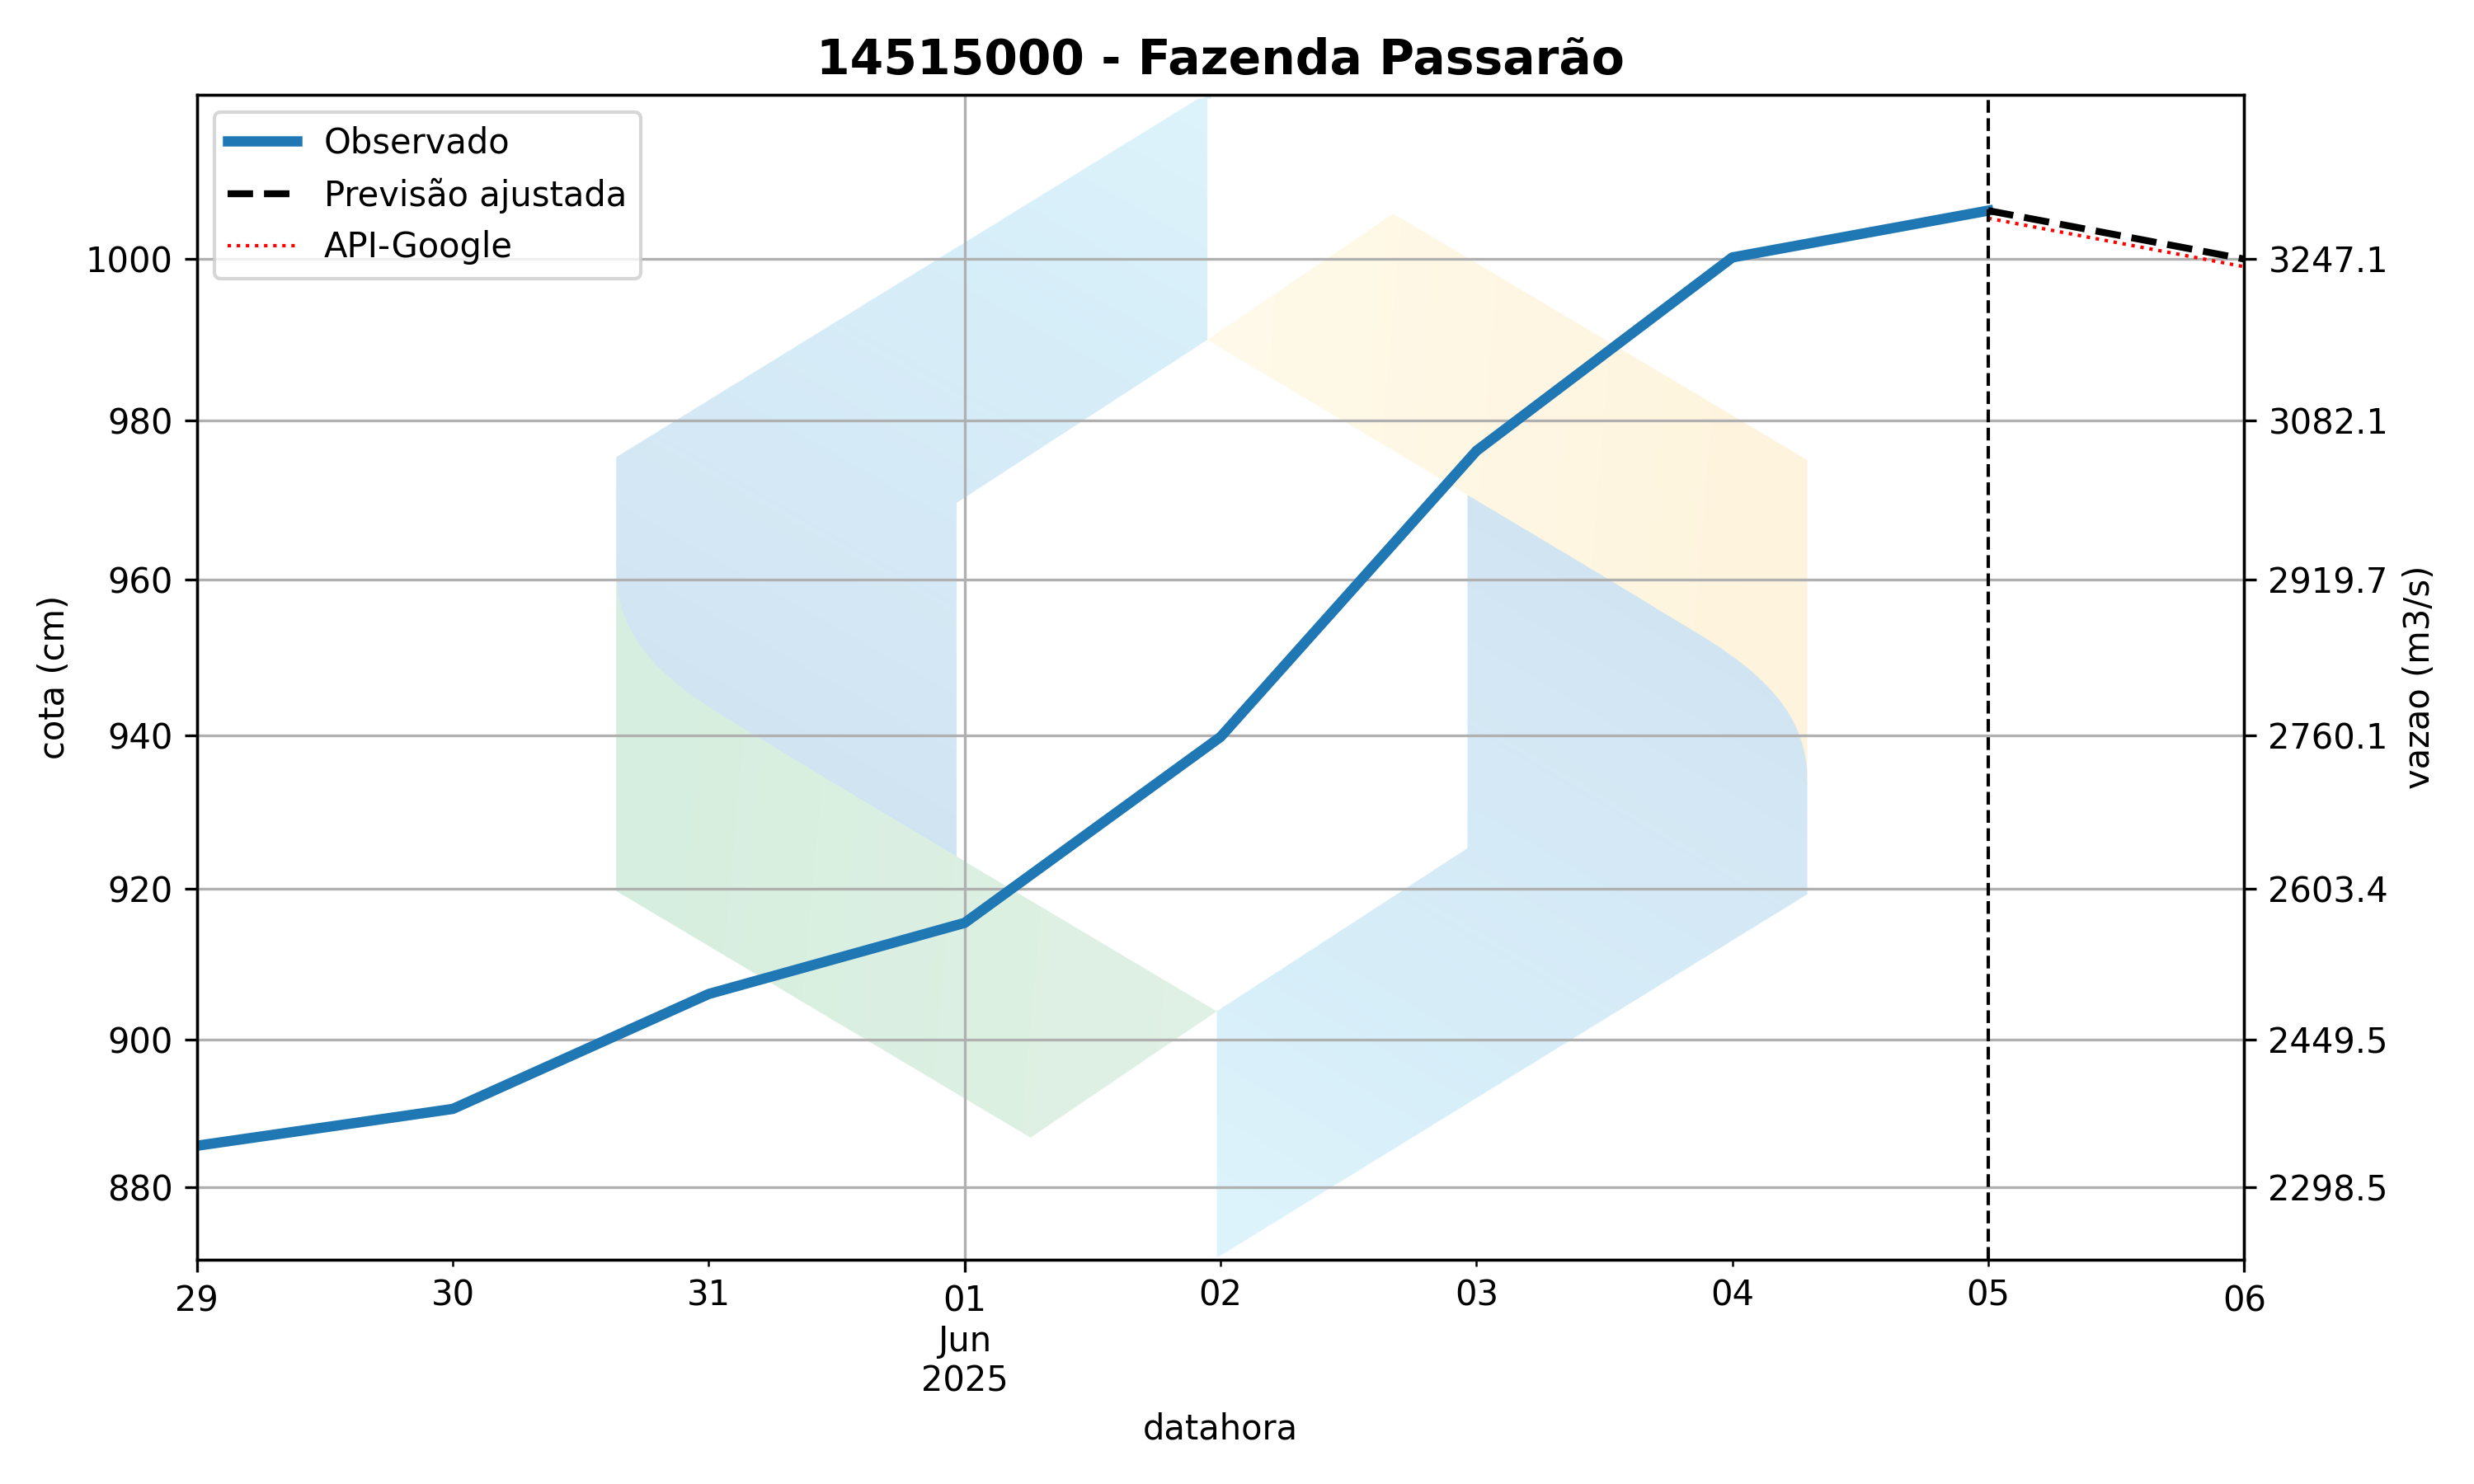 14515000 - Fazenda Passarão
Observado
Previsão ajustada
API-Google
cota (cm)
1000
980
960
940
920
900
880
3247.1
3082.1
2919.7
2760.1
2603.4
2449.5
2298.5
vazao (m3/s)
29 30 31 01 02 03 04 05 06
Jun
2025
datahora